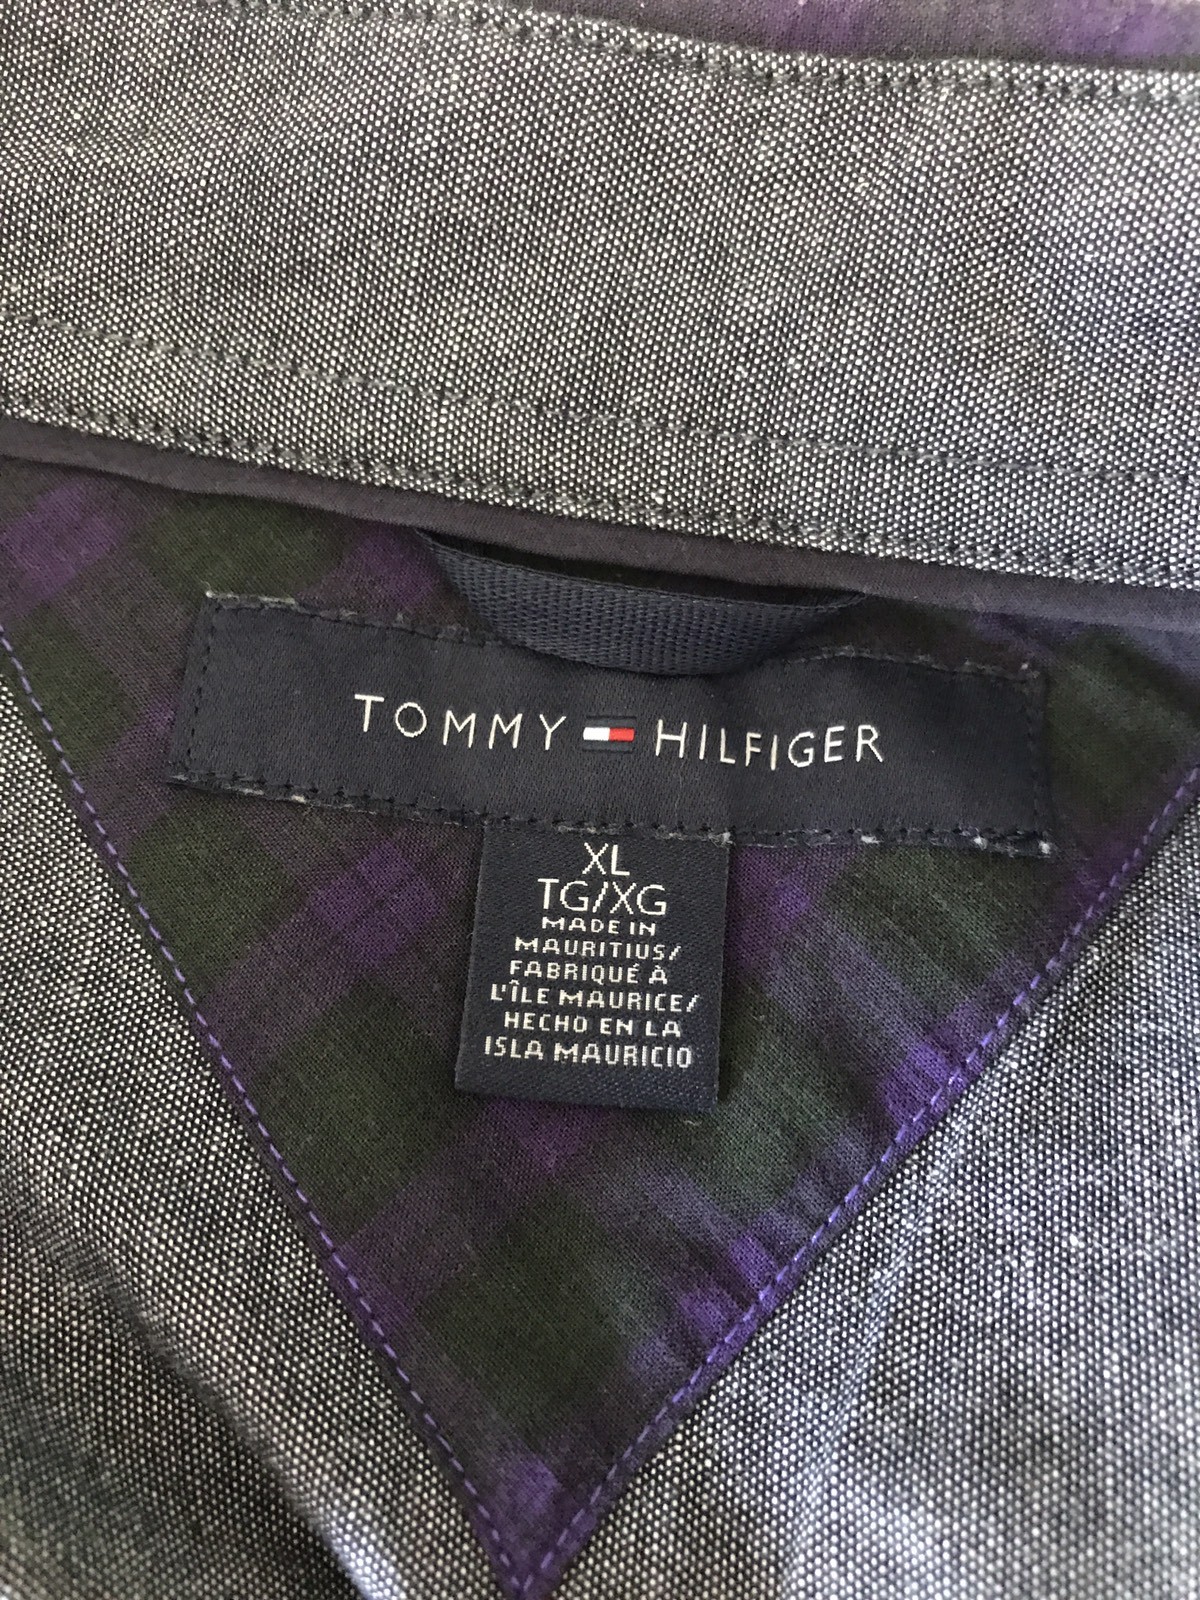 TOMMY HILFIGER
XL
TG/XG
MADE IN
MAURITIUS/
FABRIQUÉ À
L'ÎLE MAURICE/
HECHO EN LA
ISLA MAURICIO